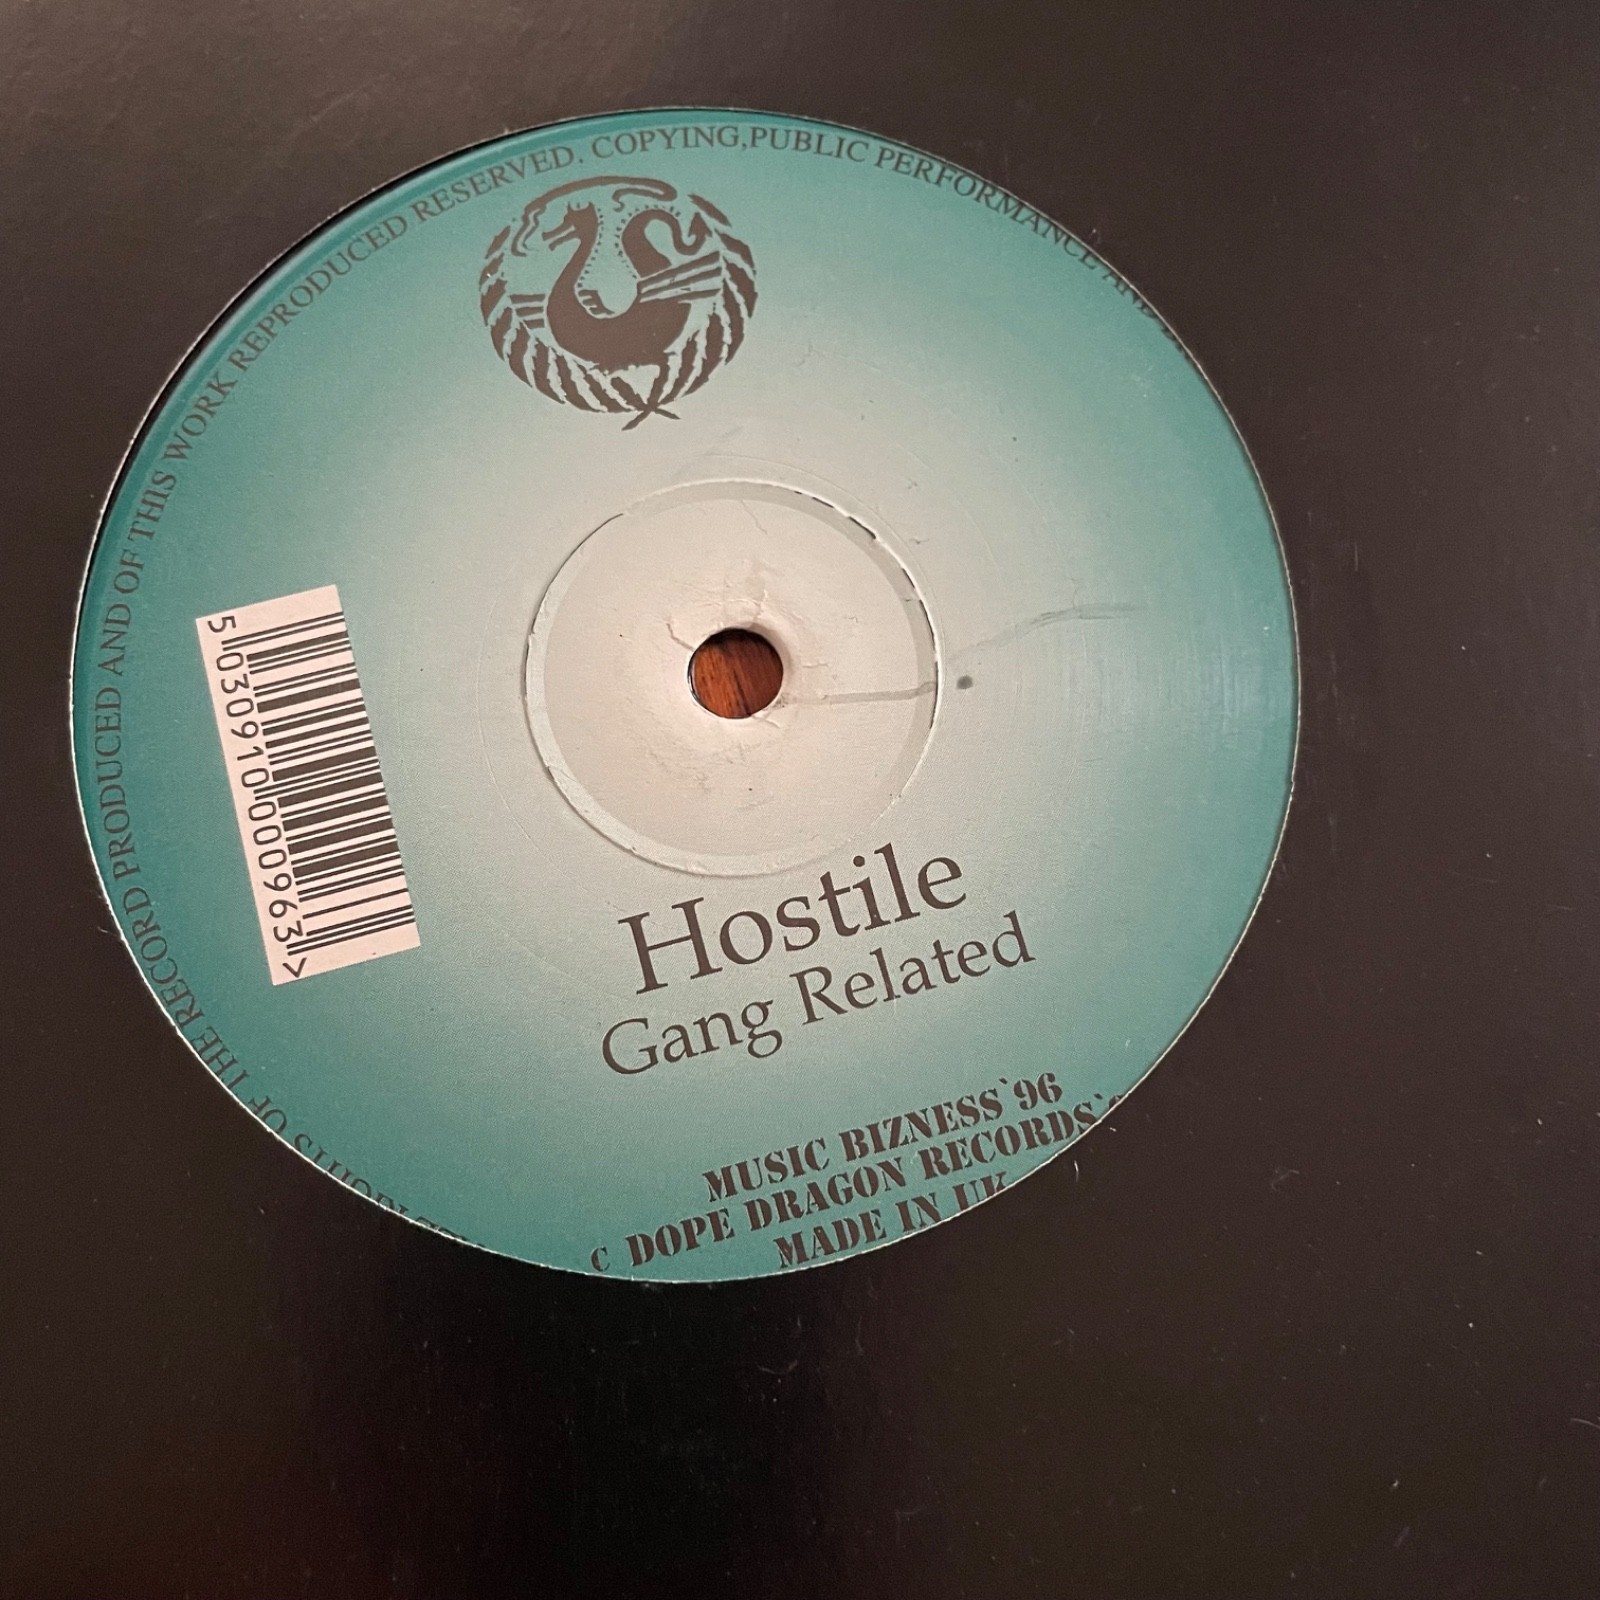 OF THE RECORD PRODUCED AND OF THIS WORK REPRODUCED RESERVED. COPYING,PUBLIC PERFORMANCE
5 030910 000963 >
Hostile
Gang Related
MUSIC BIZNESS`96
C DOPE DRAGON RECORDS`
MADE IN UK